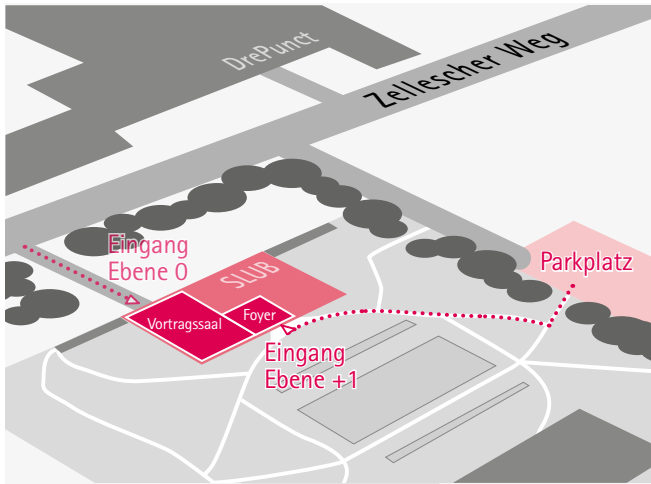 DrePunct
Zellescher Weg
Eingang
Ebene 0
SLUB
Parkplatz
Vortragssaal
Foyer
Eingang
Ebene +1